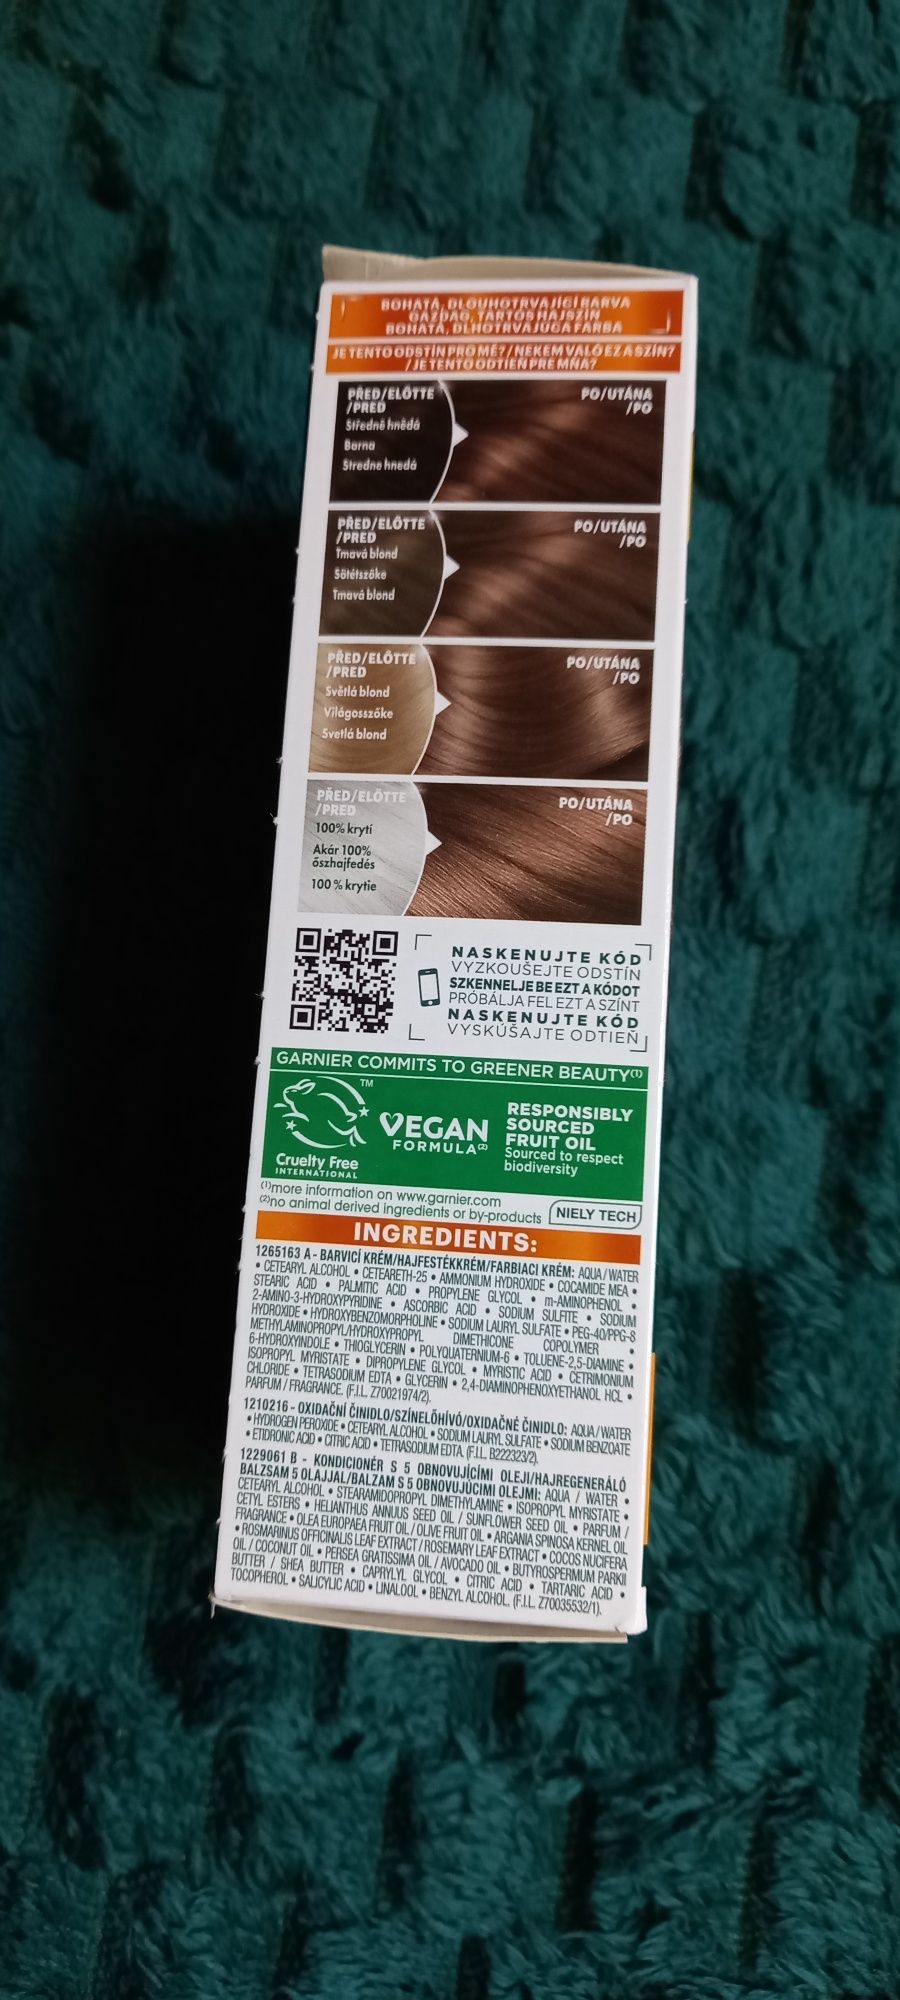 BOHATÁ, DLOUHOTRVAJÍCÍ BARVA
GAZDAG, TARTÓS HAJSZÍN
BOHATÁ, DLHOTRVAJÚCA FARBA
JE TENTO ODSTÍN PRO MĚ? / NEKEM VALÓ EZ A SZÍN?
/ JE TENTO ODTIEŇ PRE MŇA?
PŘED/ELŐTTE
/PRED
Středně hnědá
Barna
Stredne hnedá
PO/UTÁNA
/PO
PŘED/ELŐTTE
/PRED
Tmavá blond
Sötétszőke
Tmavá blond
PO/UTÁNA
/PO
PŘED/ELŐTTE
/PRED
Světlá blond
Világosszőke
Svetlá blond
PO/UTÁNA
/PO
PŘED/ELŐTTE
/PRED
100% krytí
Akár 100%
őszhajfedés
100% krytie
PO/UTÁNA
/PO
NASKENUJTE KÓD
VYZKOUŠEJTE ODSTÍN
SZKENNELJE BE EZT A KÓDOT
PRÓBÁLJA FEL EZT A SZÍNT
NASKENUJTE KÓD
VYSKÚŠAJTE ODTIEŇ
GARNIER COMMITS TO GREENER BEAUTY(1)
TM
Cruelty Free
INTERNATIONAL
VEGAN
FORMULA(2)
RESPONSIBLY
SOURCED
FRUIT OIL
Sourced to respect
biodiversity
(1)more information on www.garnier.com
(2)no animal derived ingredients or by-products
NIELY TECH
INGREDIENTS:
1265163 A - BARVICÍ KRÉM/HAJFESTÉKKRÉM/FARBIACI KRÉM: AQUA / WATER
• CETEARYL ALCOHOL • CETEARETH-25 • AMMONIUM HYDROXIDE • COCAMIDE MEA •
STEARIC ACID • PALMITIC ACID • PROPYLENE GLYCOL • m-AMINOPHENOL •
2-AMINO-3-HYDROXYPYRIDINE • ASCORBIC ACID • SODIUM SULFITE • SODIUM
HYDROXIDE • HYDROXYBENZOMORPHOLINE • SODIUM LAURYL SULFATE • PEG-40/PPG-8
METHYLAMINOPROPYL/HYDROXYPROPYL DIMETHICONE COPOLYMER •
6-HYDROXYINDOLE • THIOGLYCERIN • POLYQUATERNIUM-6 • TOLUENE-2,5-DIAMINE •
ISOPROPYL MYRISTATE • DIPROPYLENE GLYCOL • MYRISTIC ACID • CETRIMONIUM
CHLORIDE • TETRASODIUM EDTA • GLYCERIN • 2,4-DIAMINOPHENOXYETHANOL HCL •
PARFUM / FRAGRANCE. (F.I.L. Z70021974/2).
1210216 - OXIDAČNÍ ČINIDLO/SZÍNELŐHÍVÓ/OXIDAČNÉ ČINIDLO: AQUA / WATER
• HYDROGEN PEROXIDE • CETEARYL ALCOHOL • SODIUM LAURYL SULFATE • SODIUM BENZOATE
• ETIDRONIC ACID • CITRIC ACID • TETRASODIUM EDTA. (F.I.L. B222323/2).
1229061 B - KONDICIONÉR S 5 OBNOVUJÍCÍMI OLEJI/HAJREGENERÁLÓ
BALZSAM 5 OLAJJAL/BALZAM S 5 OBNOVUJÚCIMI OLEJMI: AQUA / WATER •
CETEARYL ALCOHOL • STEARAMIDOPROPYL DIMETHYLAMINE • ISOPROPYL MYRISTATE •
CETYL ESTERS • HELIANTHUS ANNUUS SEED OIL / SUNFLOWER SEED OIL • PARFUM /
FRAGRANCE • OLEA EUROPAEA FRUIT OIL / OLIVE FRUIT OIL • ARGANIA SPINOSA KERNEL OIL
• ROSMARINUS OFFICINALIS LEAF EXTRACT / ROSEMARY LEAF EXTRACT • COCOS NUCIFERA
OIL / COCONUT OIL • PERSEA GRATISSIMA OIL / AVOCADO OIL • BUTYROSPERMUM PARKII
BUTTER / SHEA BUTTER • CAPRYLYL GLYCOL • CITRIC ACID • TARTARIC ACID •
TOCOPHEROL • SALICYLIC ACID • LINALOOL • BENZYL ALCOHOL. (F.I.L. Z70035532/1).